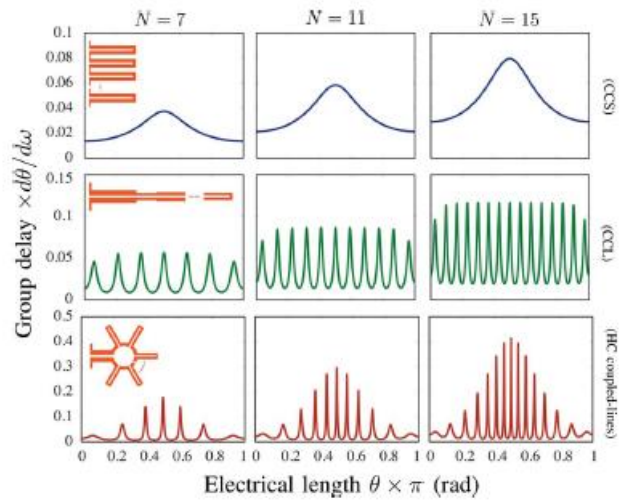 N = 7 N = 11 N = 15
Group delay ×dθ/dω
0.1
0.08
0.06
0.04
0.02
0
(CCS)
0.15
0.1
0.05
0
(CCL)
0.5
0.4
0.3
0.2
0.1
0
(HC coupled-lines)
0 0.2 0.4 0.6 0.8 1 0 0.2 0.4 0.6 0.8 1 0 0.2 0.4 0.6 0.8 1
Electrical length θ × π (rad)